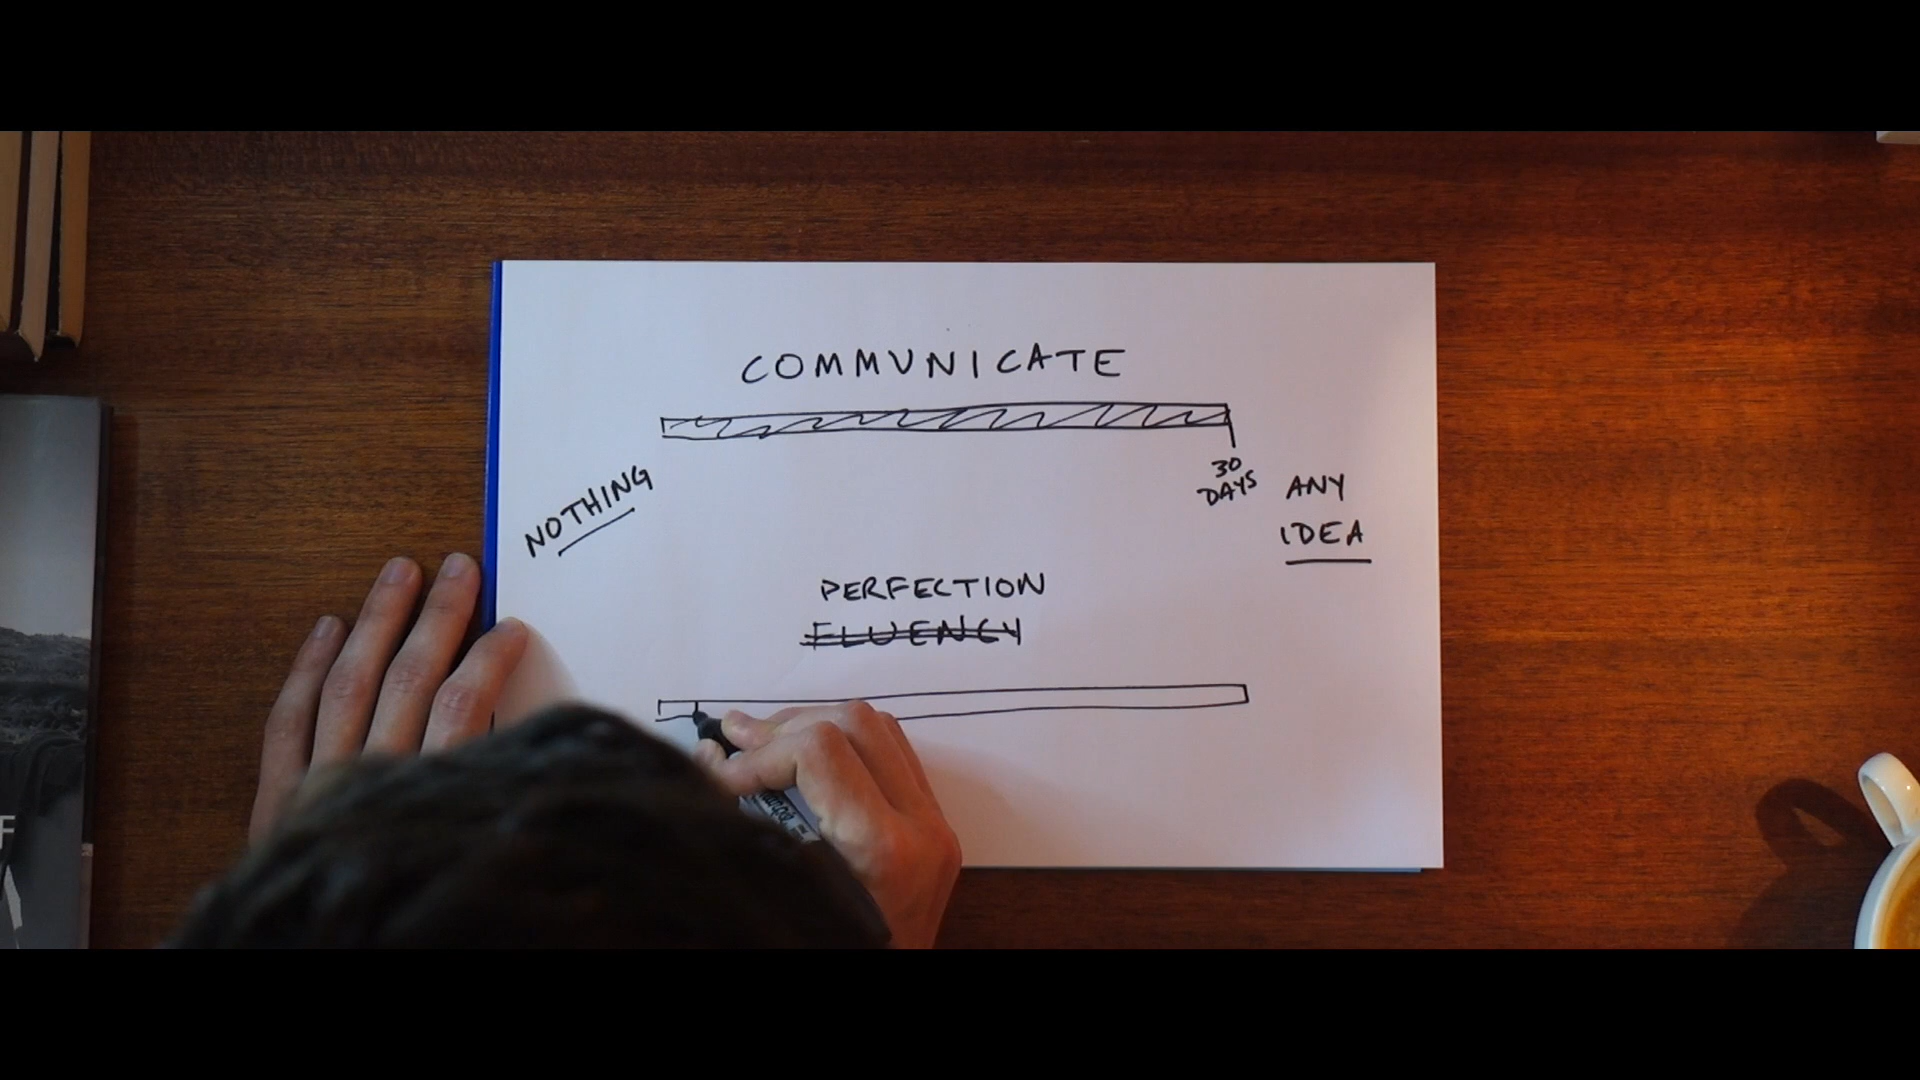 COMMUNICATE
NOTHING
30
DAYS
ANY
IDEA
PERFECTION
FLUENCY
F